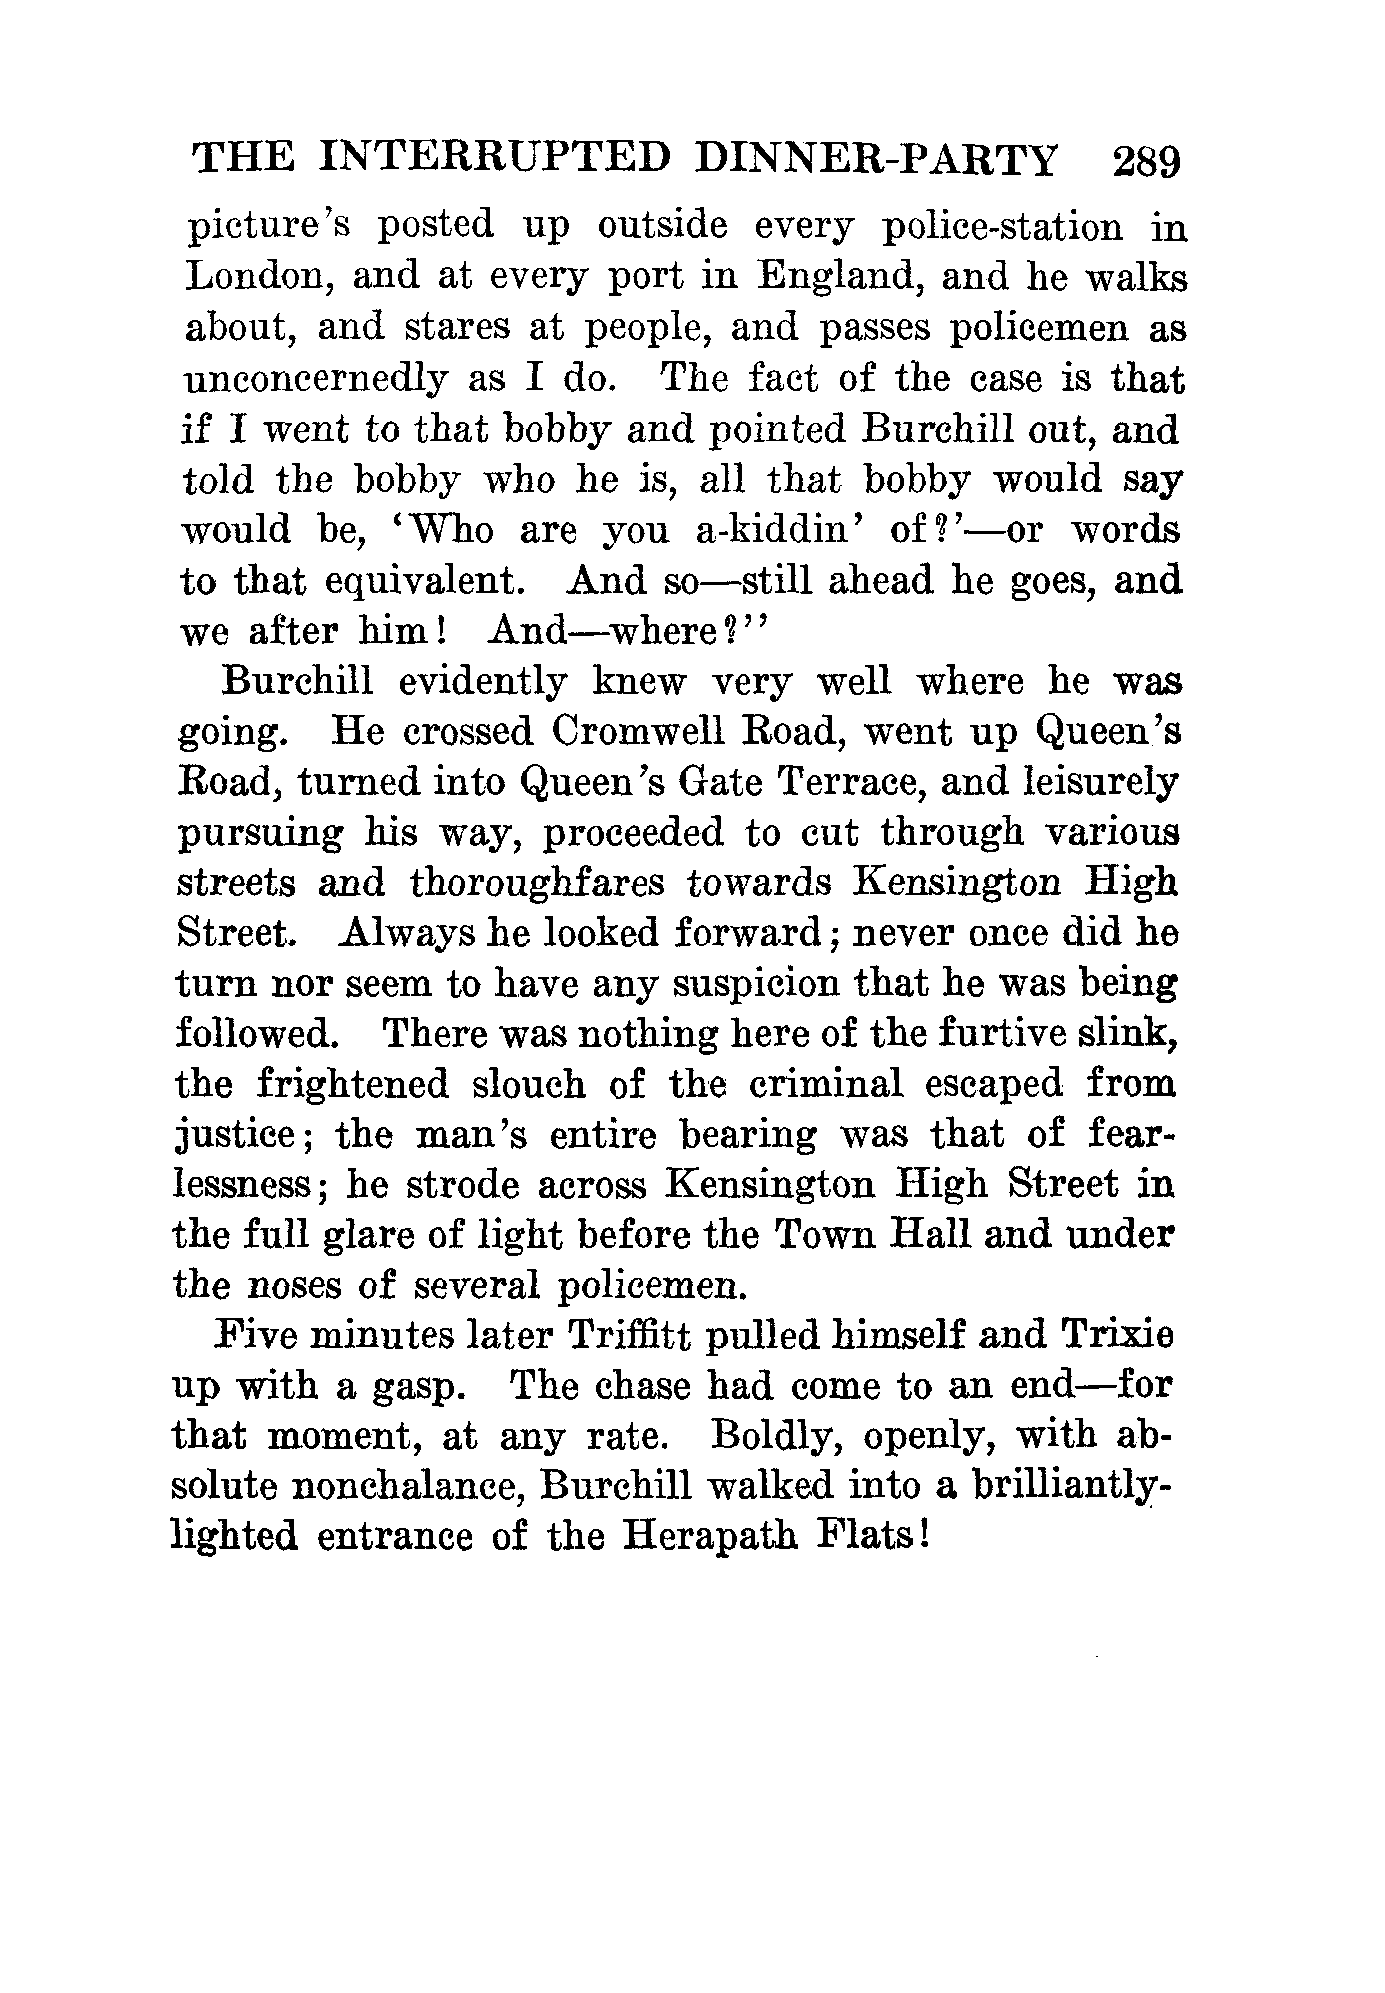 THE INTERRUPTED DINNER-PARTY 289
picture's posted up outside every police-station in
London, and at every port in England, and he walks
about, and stares at people, and passes policemen as
unconcernedly as I do. The fact of the case is that
if I went to that bobby and pointed Burchill out, and
told the bobby who he is, all that bobby would say
would be, 'Who are you a-kiddin' of?'—or words
to that equivalent. And so—still ahead he goes, and
we after him! And—where?''
Burchill evidently knew very well where he was
going. He crossed Cromwell Road, went up Queen's
Road, turned into Queen's Gate Terrace, and leisurely
pursuing his way, proceeded to cut through various
streets and thoroughfares towards Kensington High
Street. Always he looked forward; never once did he
turn nor seem to have any suspicion that he was being
followed. There was nothing here of the furtive slink,
the frightened slouch of the criminal escaped from
justice; the man's entire bearing was that of fear-
lessness; he strode across Kensington High Street in
the full glare of light before the Town Hall and under
the noses of several policemen.
Five minutes later Triffitt pulled himself and Trixie
up with a gasp. The chase had come to an end—for
that moment, at any rate. Boldly, openly, with ab-
solute nonchalance, Burchill walked into a brilliantly-
lighted entrance of the Herapath Flats!